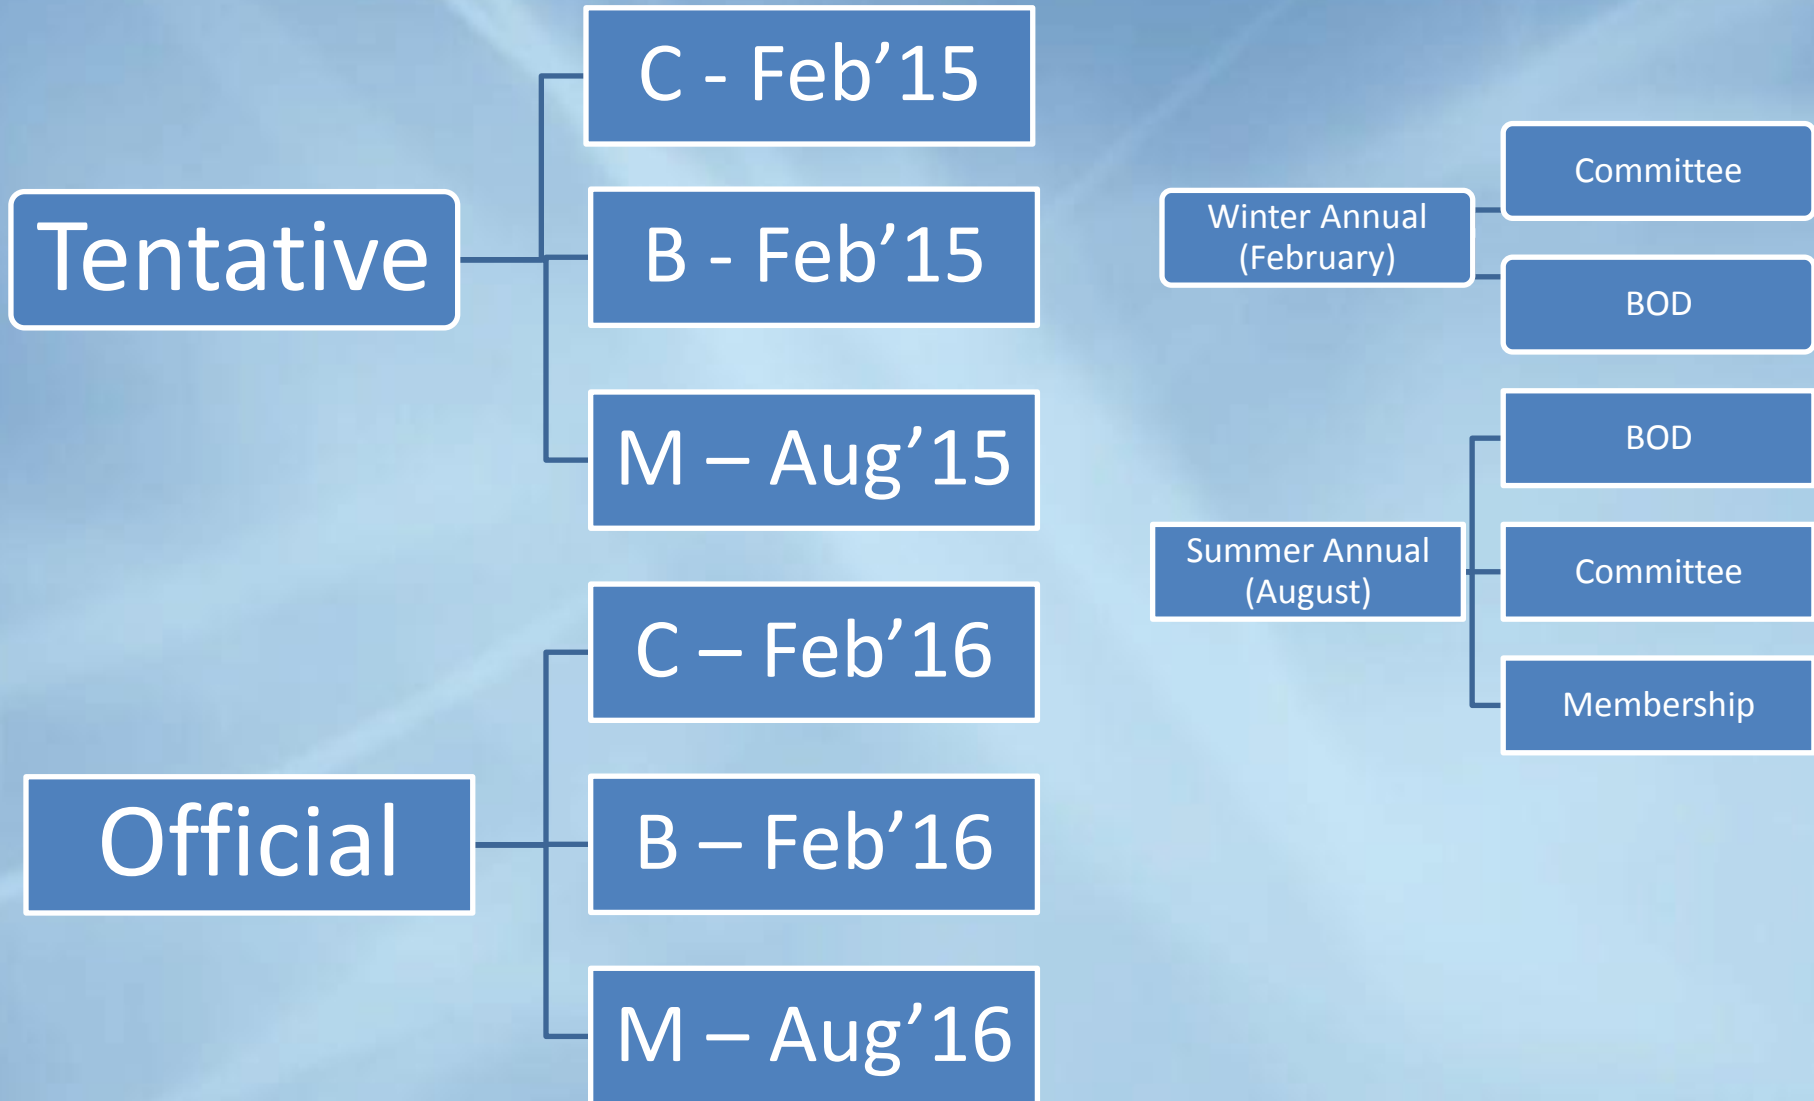 Tentative
C - Feb’15
B - Feb’15
M – Aug’15
Official
C – Feb’16
B – Feb’16
M – Aug’16
Winter Annual
(February)
Committee
BOD
Summer Annual
(August)
BOD
Committee
Membership